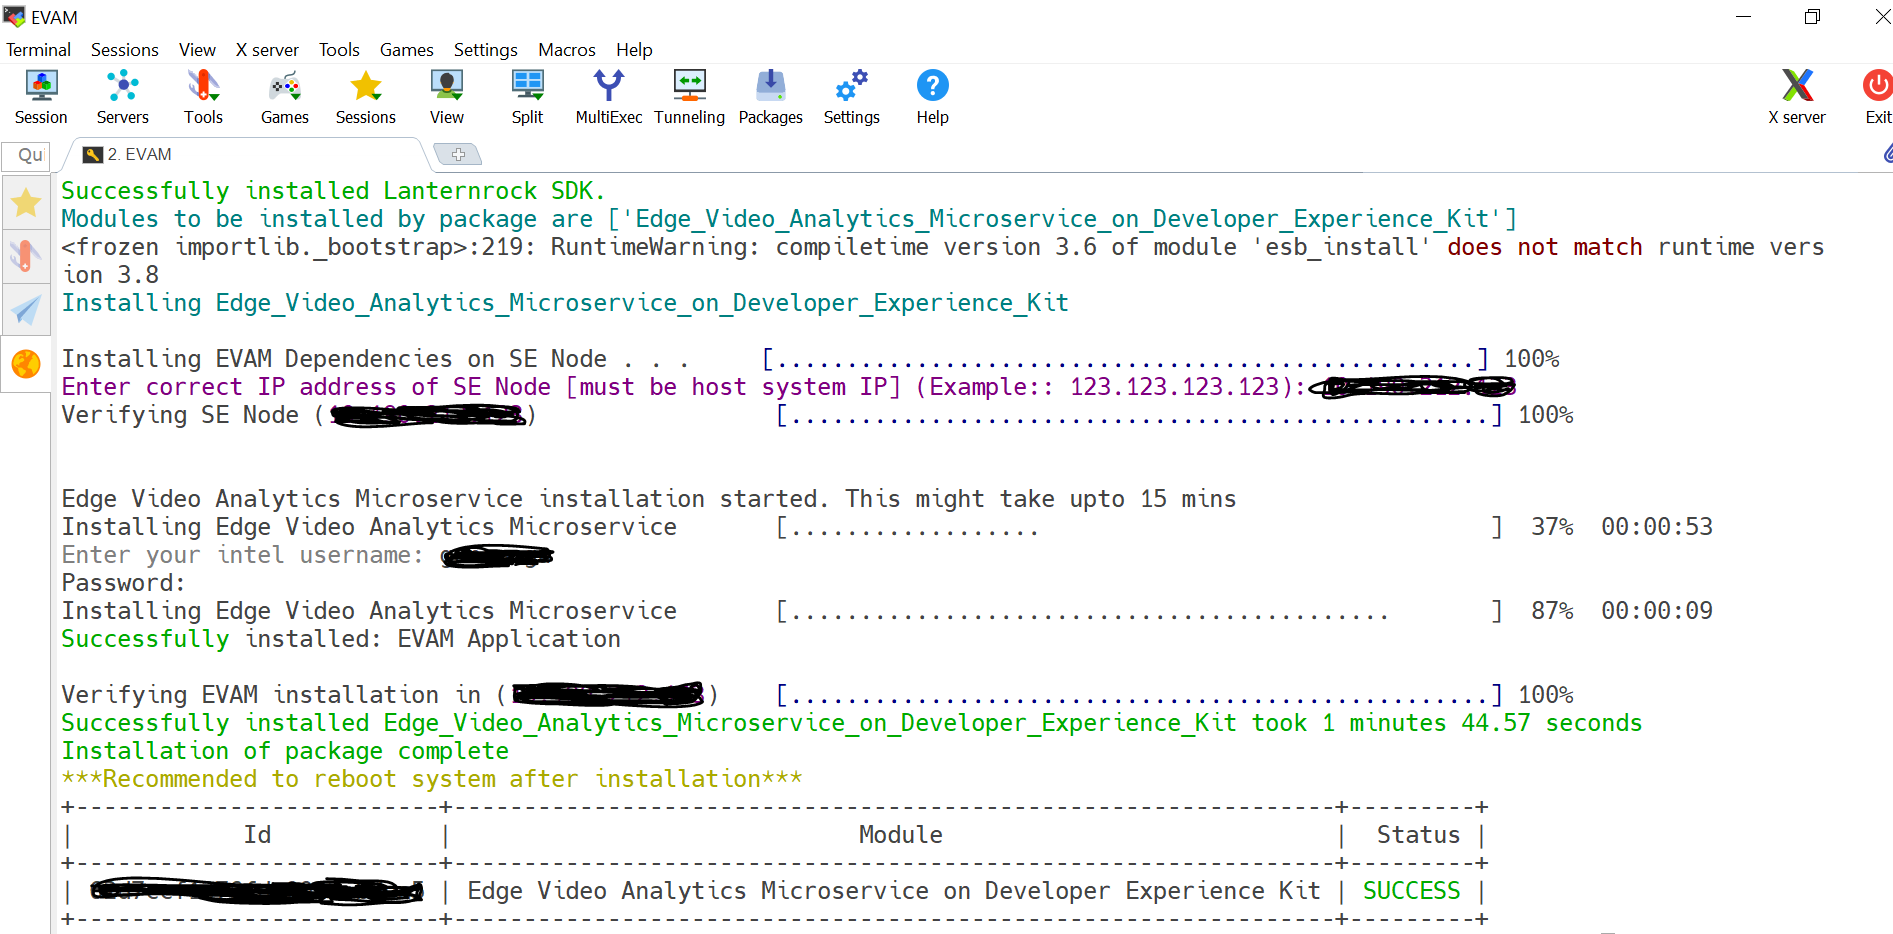 EVAM
Terminal Sessions View X server Tools Games Settings Macros Help
Session Servers Tools Games Sessions View Split MultiExec Tunneling Packages Settings Help X server Exit
Qui 2. EVAM
Successfully installed Lanternrock SDK.
Modules to be installed by package are ['Edge_Video_Analytics_Microservice_on_Developer_Experience_Kit']
<frozen importlib._bootstrap>:219: RuntimeWarning: compiletime version 3.6 of module 'esb_install' does not match runtime vers
ion 3.8
Installing Edge_Video_Analytics_Microservice_on_Developer_Experience_Kit
Installing EVAM Dependencies on SE Node . . . [..................................................] 100%
Enter correct IP address of SE Node [must be host system IP] (Example:: 123.123.123.123):
Verifying SE Node ( ) [..................................................] 100%
Edge Video Analytics Microservice installation started. This might take upto 15 mins
Installing Edge Video Analytics Microservice [.................. ] 37% 00:00:53
Enter your intel username:
Password:
Installing Edge Video Analytics Microservice [........................................... ] 87% 00:00:09
Successfully installed: EVAM Application
Verifying EVAM installation in ( ) [..................................................] 100%
Successfully installed Edge_Video_Analytics_Microservice_on_Developer_Experience_Kit took 1 minutes 44.57 seconds
Installation of package complete
***Recommended to reboot system after installation***
+--------------------------+----------------------------------------------------------------+---------+
| Id | Module | Status |
+--------------------------+----------------------------------------------------------------+---------+
| | Edge Video Analytics Microservice on Developer Experience Kit | SUCCESS |
+--------------------------+----------------------------------------------------------------+---------+